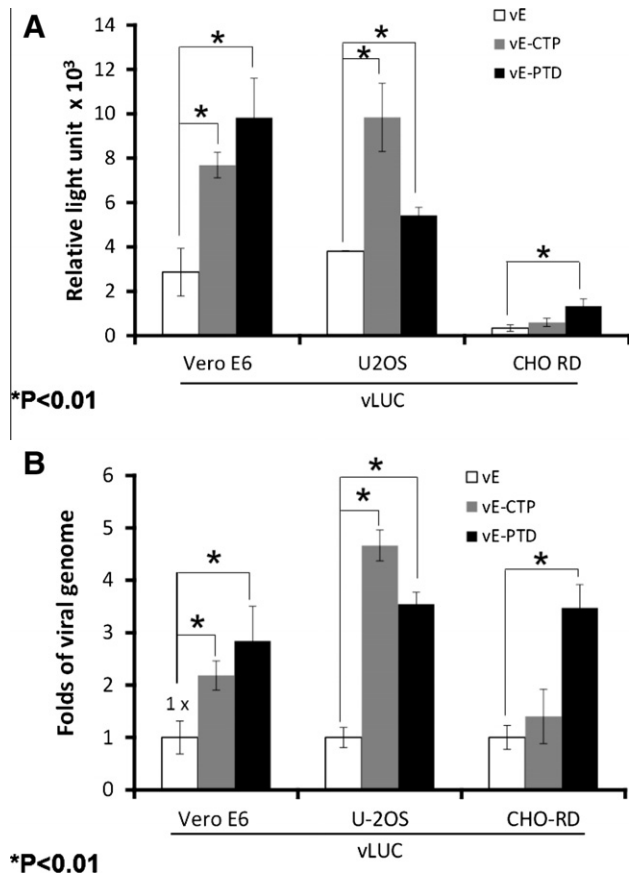 A
vE
vE-CTP
vE-PTD
Relative light unit x 10³
14
12
10
8
6
4
2
0
* * * * *
Vero E6 U2OS CHO RD
vLUC
*P<0.01
B
vE
vE-CTP
vE-PTD
Folds of viral genome
6
5
4
3
2
1
0
1 x
* * * * *
Vero E6 U-2OS CHO-RD
vLUC
*P<0.01